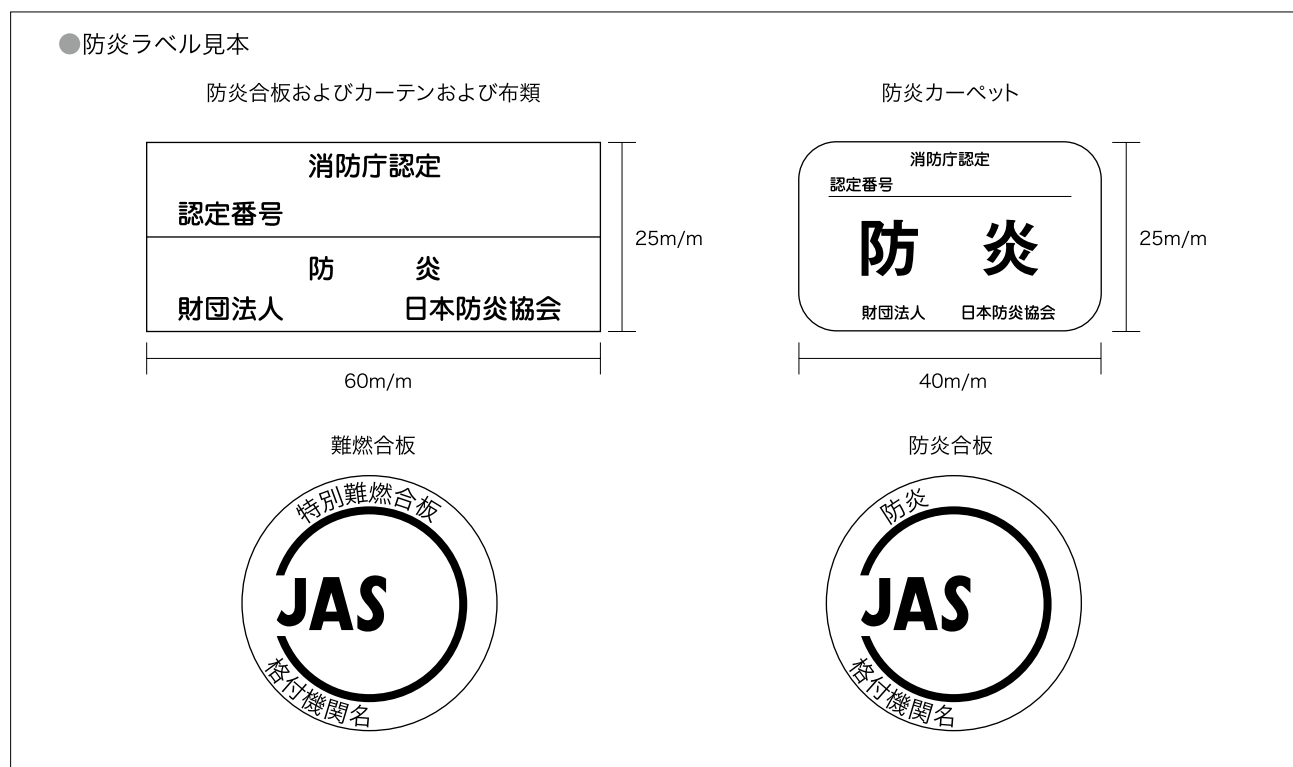 ●防炎ラベル見本
防炎合板およびカーテンおよび布類
消防庁認定
認定番号
防 炎
財団法人 日本防炎協会
25m/m
60m/m
防炎カーペット
消防庁認定
認定番号
防 炎
財団法人 日本防炎協会
25m/m
40m/m
難燃合板
特別難燃合板
JAS
格付機関名
防炎合板
防炎
JAS
格付機関名